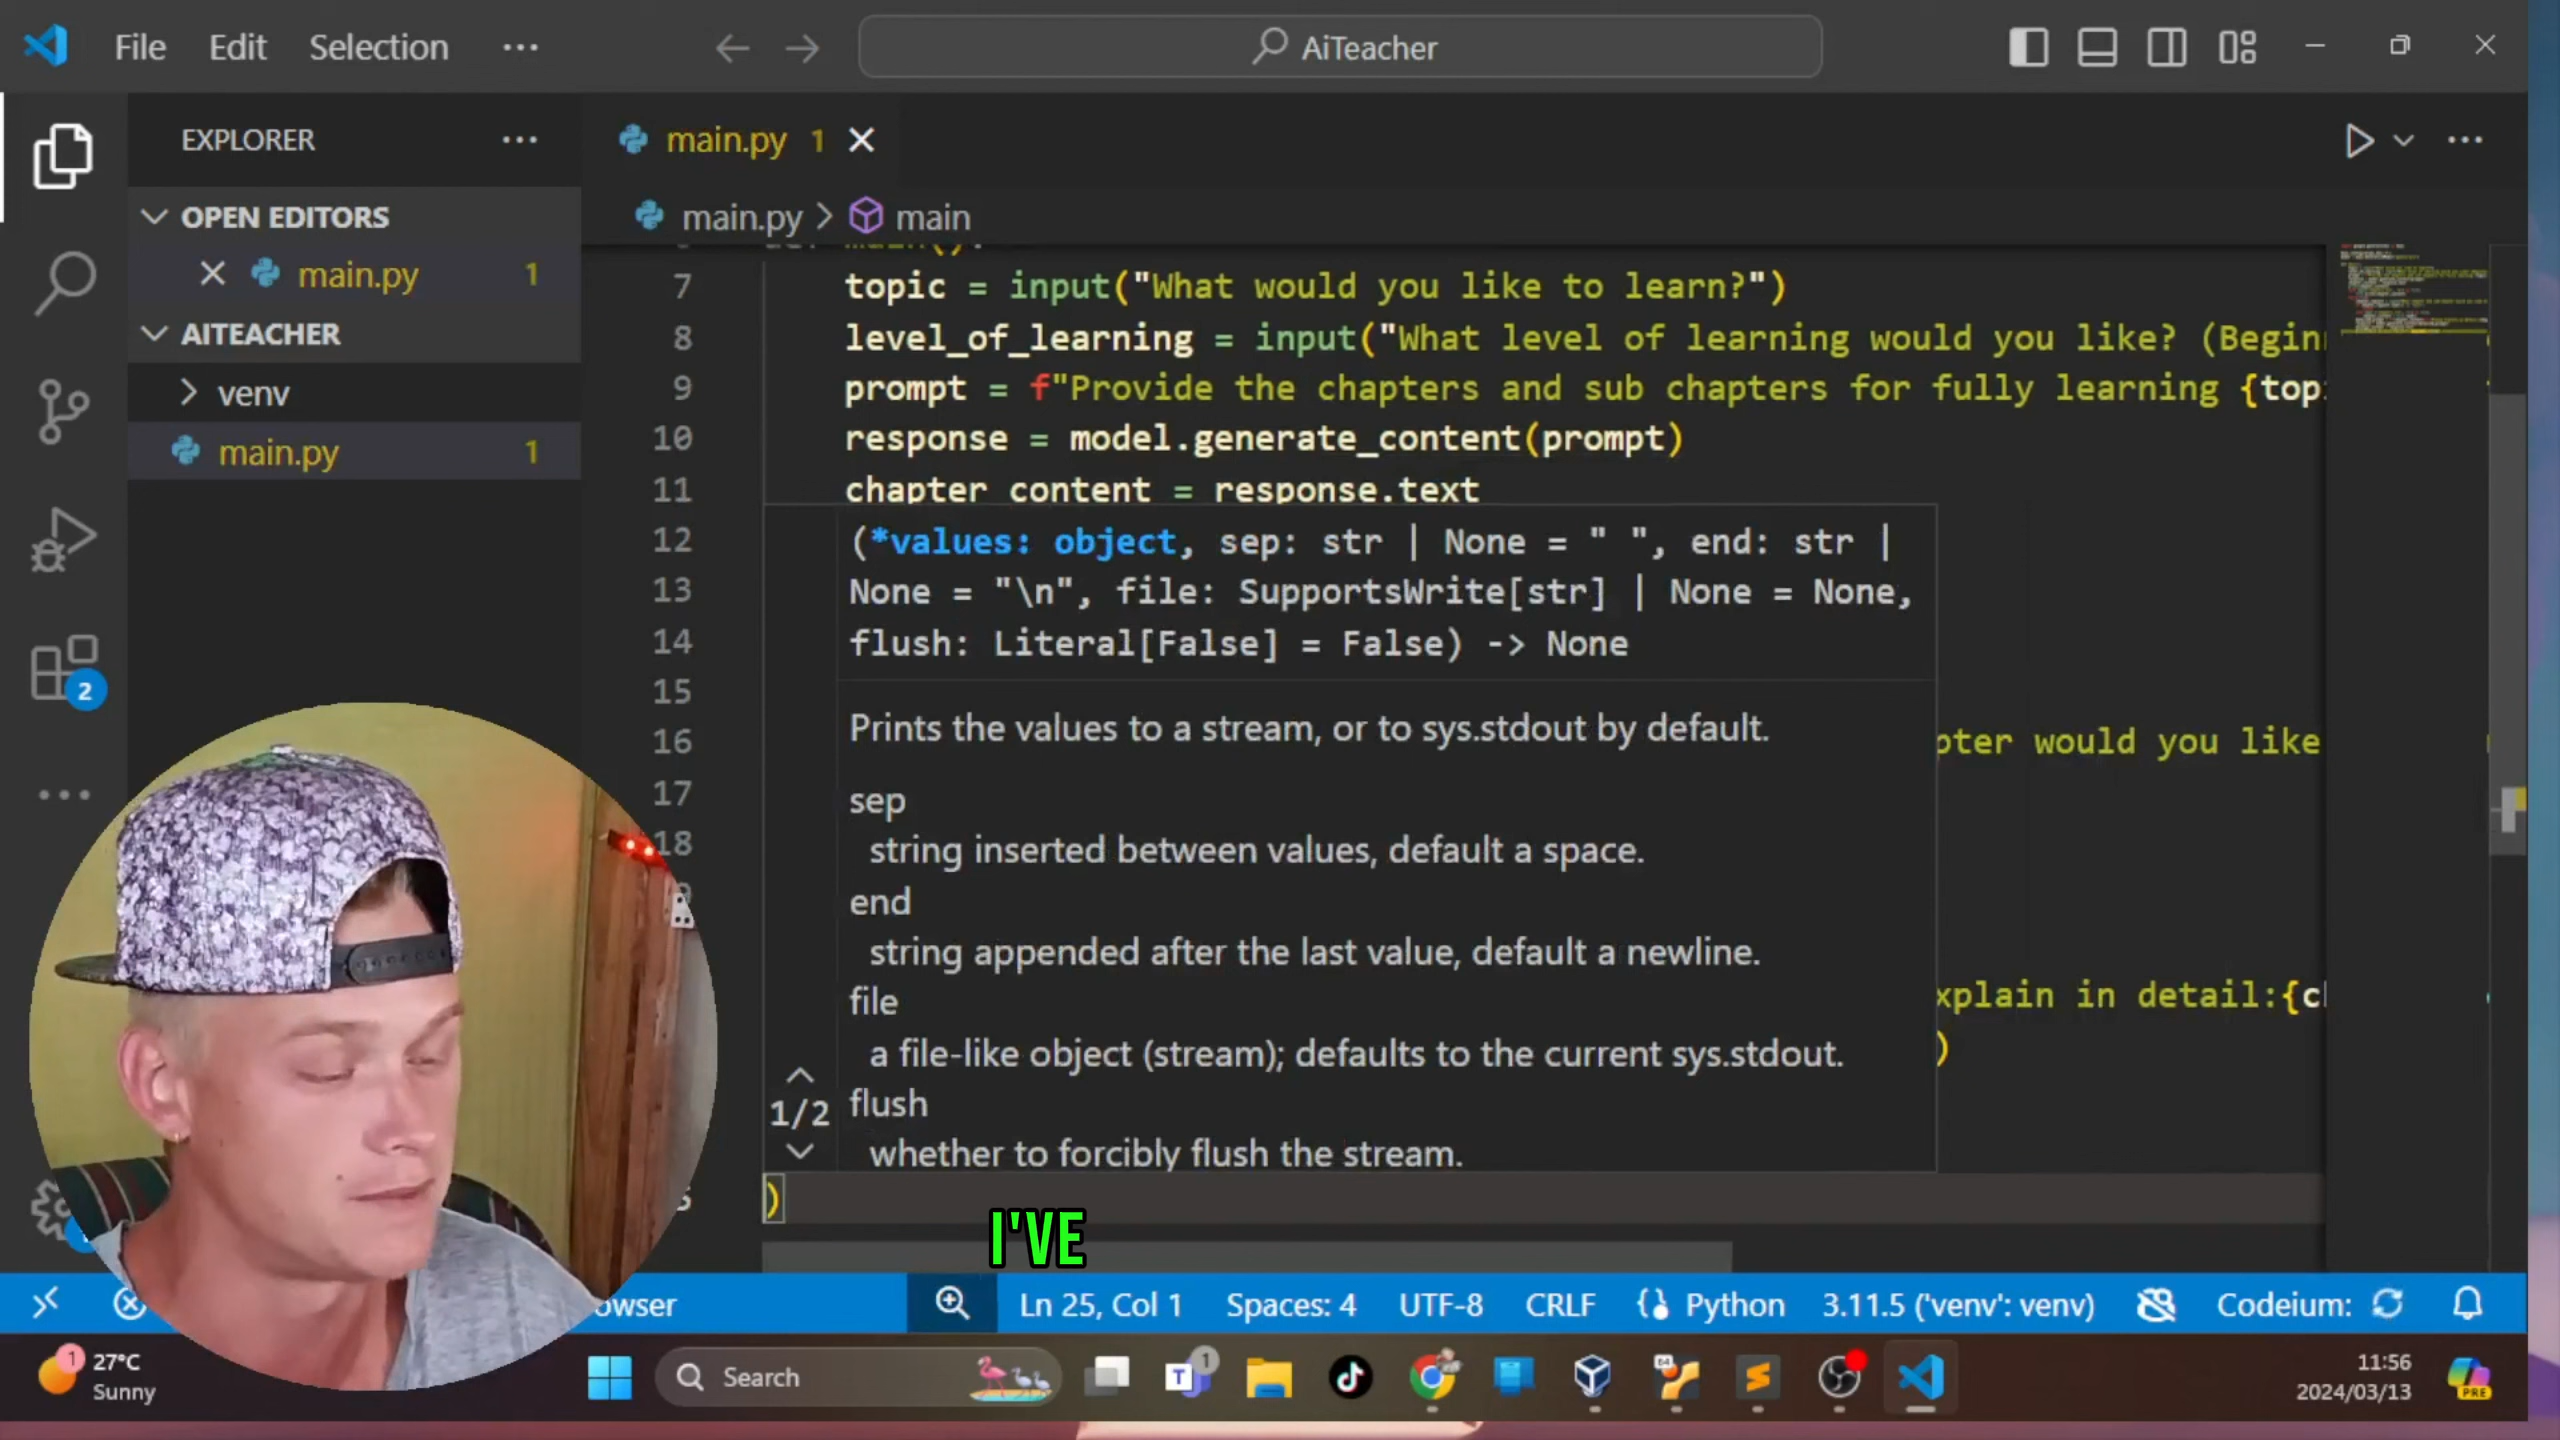 File Edit Selection ···
AiTeacher
EXPLORER
OPEN EDITORS
main.py 1
AITEACHER
venv
main.py 1
main.py 1
main.py > main
7 topic = input("What would you like to learn?")
8 level_of_learning = input("What level of learning would you like? (Begin
9 prompt = f"Provide the chapters and sub chapters for fully learning {top
10 response = model.generate_content(prompt)
11 chapter_content = response.text
12
13
14
15
16 pter would you like
17
18
xplain in detail:{c
)
(*values: object, sep: str | None = " ", end: str |
None = "\n", file: SupportsWrite[str] | None = None,
flush: Literal[False] = False) -> None
Prints the values to a stream, or to sys.stdout by default.
sep
string inserted between values, default a space.
end
string appended after the last value, default a newline.
file
a file-like object (stream); defaults to the current sys.stdout.
flush
whether to forcibly flush the stream.
1/2
)
I'VE
2
owser
Ln 25, Col 1 Spaces: 4 UTF-8 CRLF Python 3.11.5 ('venv': venv) Codeium:
1
27°C
Sunny
Search
1
11:56
2024/03/13
PRE